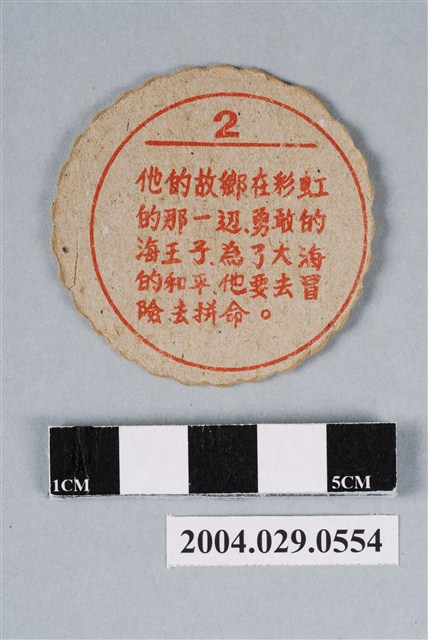 2
他的故鄉在彩虹
的那一辺、勇敢的
海王子、為了大海
的和平、他要去冒
險去拼命。
1CM
5CM
2004.029.0554